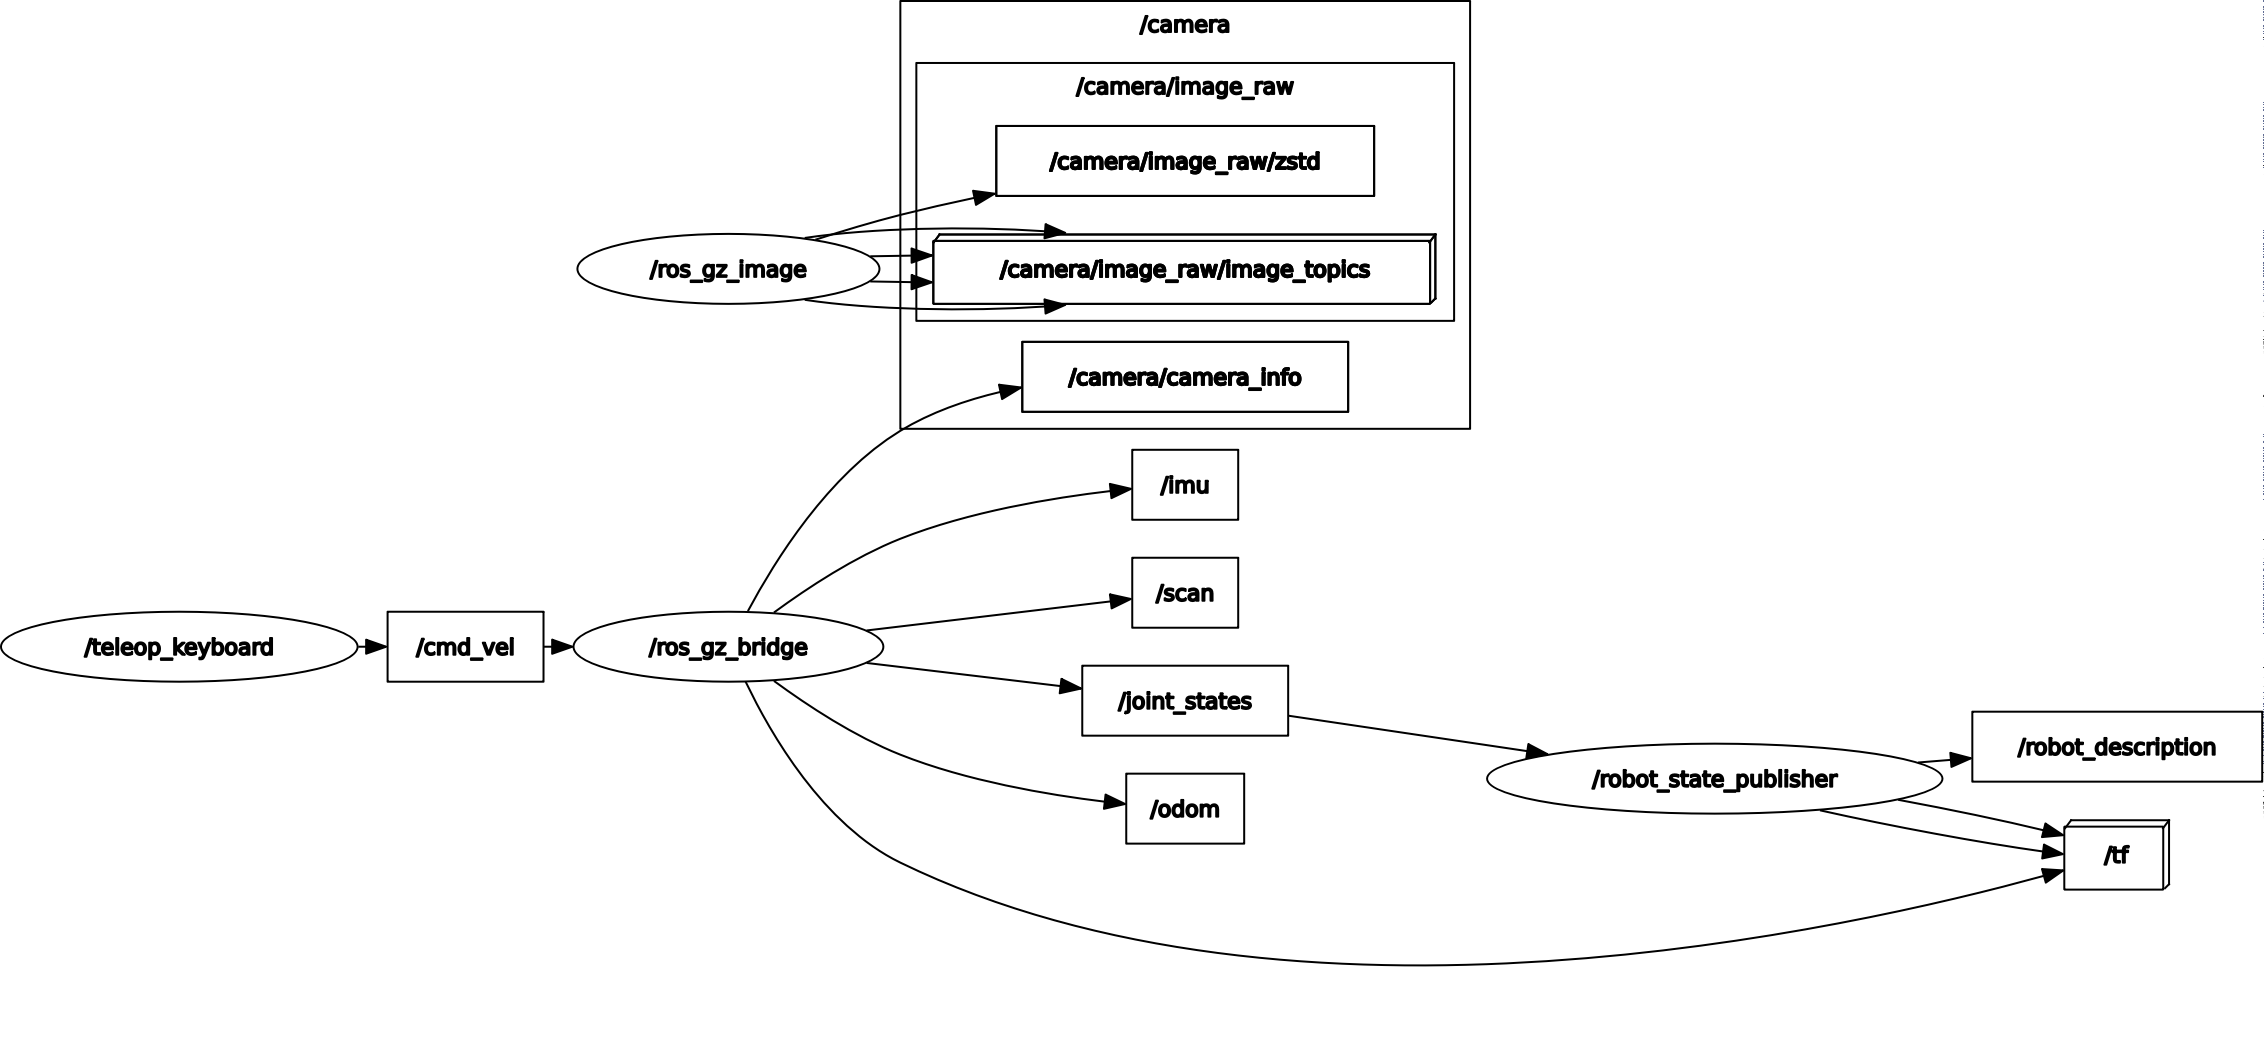 /camera
/camera/image_raw
/camera/image_raw/zstd
/ros_gz_image
/camera/image_raw/image_topics
/camera/camera_info
/imu
/scan
/teleop_keyboard
/cmd_vel
/ros_gz_bridge
/joint_states
/robot_description
/robot_state_publisher
/odom
/tf